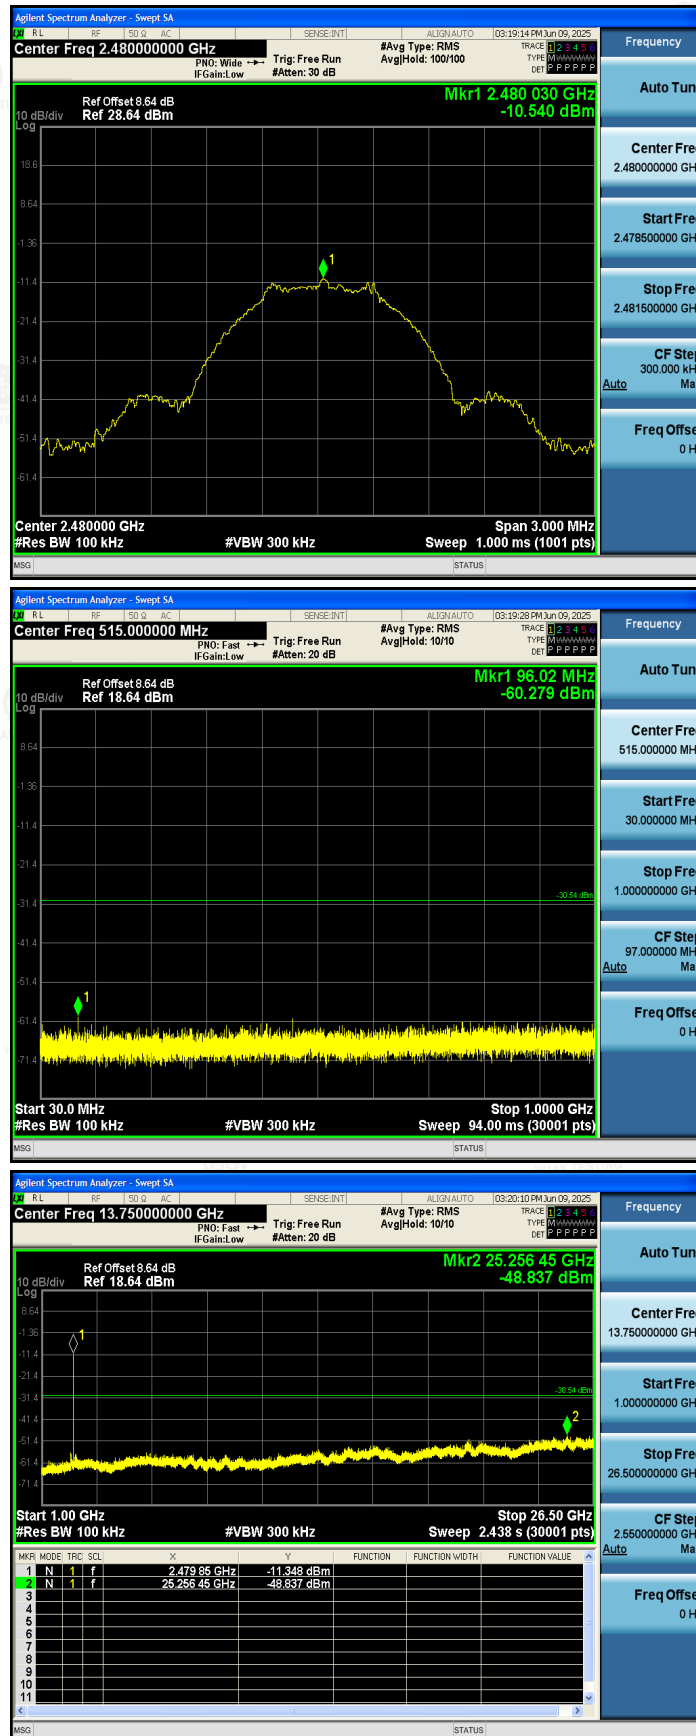 Agilent Spectrum Analyzer - Swept SA
LXI RL RF 50 Ω AC SENSE:INT ALIGN AUTO 03:19:14 PM Jun 09, 2025
Center Freq 2.480000000 GHz #Avg Type: RMS TRACE 1 2 3 4 5 6 Frequency
PNO: Wide Trig: Free Run Avg|Hold: 100/100 TYPE MWWWWW
IFGain:Low #Atten: 30 dB DET P P P P P P
Auto Tun
Mkr1 2.480 030 GHz
Ref Offset 8.64 dB
10 dB/div Ref 28.64 dBm -10.540 dBm
Log
18.6
8.64
-1.36
-11.4
-21.4
-31.4
-41.4
-51.4
-61.4
1
Center Fre
2.480000000 GH
Start Fre
2.478500000 GH
Stop Fre
2.481500000 GH
CF Ste
300.000 kH
Auto Ma
Freq Offse
0 H
Center 2.480000 GHz Span 3.000 MHz
#Res BW 100 kHz #VBW 300 kHz Sweep 1.000 ms (1001 pts)
MSG STATUS
Agilent Spectrum Analyzer - Swept SA
LXI RL RF 50 Ω AC SENSE:INT ALIGN AUTO 03:19:28 PM Jun 09, 2025
Center Freq 515.000000 MHz #Avg Type: RMS TRACE 1 2 3 4 5 6 Frequency
PNO: Fast Trig: Free Run Avg|Hold: 10/10 TYPE MWWWWW
IFGain:Low #Atten: 20 dB DET P P P P P P
Auto Tun
Mkr1 96.02 MHz
Ref Offset 8.64 dB
10 dB/div Ref 18.64 dBm -60.279 dBm
Log
8.64
-1.36
-11.4
-21.4
-31.4
-41.4
-51.4
-61.4
-71.4
-30.54 dBm
1
Center Fre
515.000000 MH
Start Fre
30.000000 MH
Stop Fre
1.000000000 GH
CF Ste
97.000000 MH
Auto Ma
Freq Offse
0 H
Start 30.0 MHz Stop 1.0000 GHz
#Res BW 100 kHz #VBW 300 kHz Sweep 94.00 ms (30001 pts)
MSG STATUS
Agilent Spectrum Analyzer - Swept SA
LXI RL RF 50 Ω AC SENSE:INT ALIGN AUTO 03:20:10 PM Jun 09, 2025
Center Freq 13.750000000 GHz #Avg Type: RMS TRACE 1 2 3 4 5 6 Frequency
PNO: Fast Trig: Free Run Avg|Hold: 10/10 TYPE MWWWWW
IFGain:Low #Atten: 20 dB DET P P P P P P
Auto Tun
Mkr2 25.256 45 GHz
Ref Offset 8.64 dB
10 dB/div Ref 18.64 dBm -48.837 dBm
Log
8.64
-1.36
-11.4
-21.4
-31.4
-41.4
-51.4
-61.4
-71.4
1
-30.54 dBm
2
Center Fre
13.750000000 GH
Start Fre
1.000000000 GH
Stop Fre
26.500000000 GH
CF Ste
2.550000000 GH
Auto Ma
Freq Offse
0 H
Start 1.00 GHz Stop 26.50 GHz
#Res BW 100 kHz #VBW 300 kHz Sweep 2.438 s (30001 pts)
MKR MODE TRC SCL X Y FUNCTION FUNCTION WIDTH FUNCTION VALUE
1 N 1 f 2.479 85 GHz -11.348 dBm
2 N 1 f 25.256 45 GHz -48.837 dBm
3
4
5
6
7
8
9
10
11
MSG STATUS